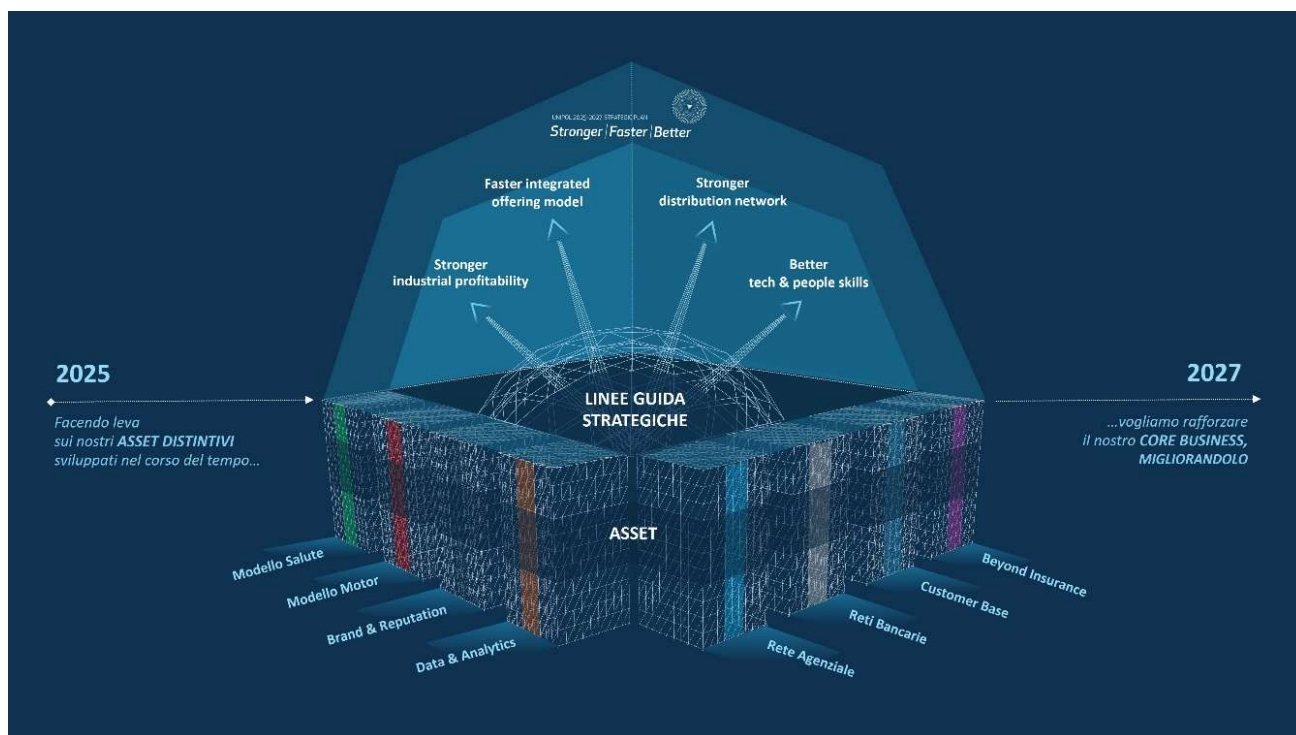 UNIPOL 2025-2027 STRATEGIC PLAN
Stronger|Faster|Better
Faster integrated
offering model
Stronger
distribution network
Stronger
industrial profitability
Better
tech & people skills
2025
Facendo leva
sui nostri ASSET DISTINTIVI
sviluppati nel corso del tempo...
LINEE GUIDA
STRATEGICHE
2027
...vogliamo rafforzare
il nostro CORE BUSINESS,
MIGLIORANDOLO
ASSET
Modello Salute
Modello Motor
Brand & Reputation
Data & Analytics
Rete Agenziale
Reti Bancarie
Customer Base
Beyond Insurance